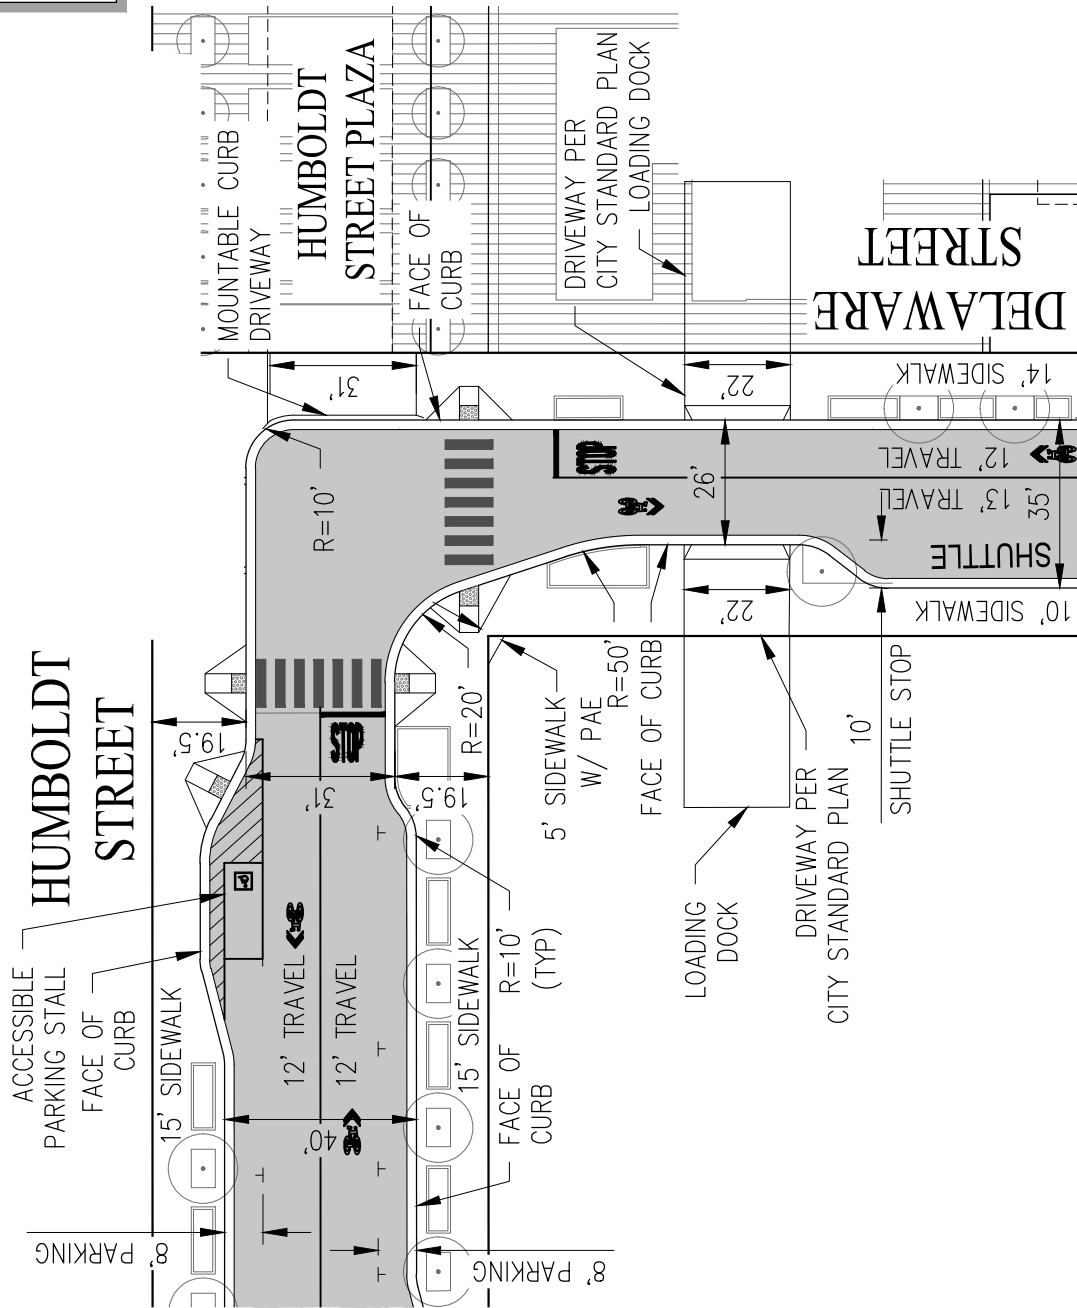 HUMBOLDT
STREET PLAZA
MOUNTABLE CURB
DRIVEWAY
FACE OF
CURB
DRIVEWAY PER
CITY STANDARD PLAN
LOADING DOCK
DELAWARE
STREET
31'
22'
14' SIDEWALK
R=10'
STOP
26'
12' TRAVEL
13' TRAVEL
35'
SHUTTLE
10' SIDEWALK
22'
HUMBOLDT
STREET
19.5'
STOP
31'
19.5'
R=20'
5' SIDEWALK
W/ PAE
R=50'
FACE OF CURB
10'
SHUTTLE STOP
DRIVEWAY PER
CITY STANDARD PLAN
LOADING
DOCK
ACCESSIBLE
PARKING STALL
FACE OF
CURB
15' SIDEWALK
12' TRAVEL
12' TRAVEL
15' SIDEWALK
R=10'
(TYP)
FACE OF
CURB
40'
8' PARKING
8' PARKING